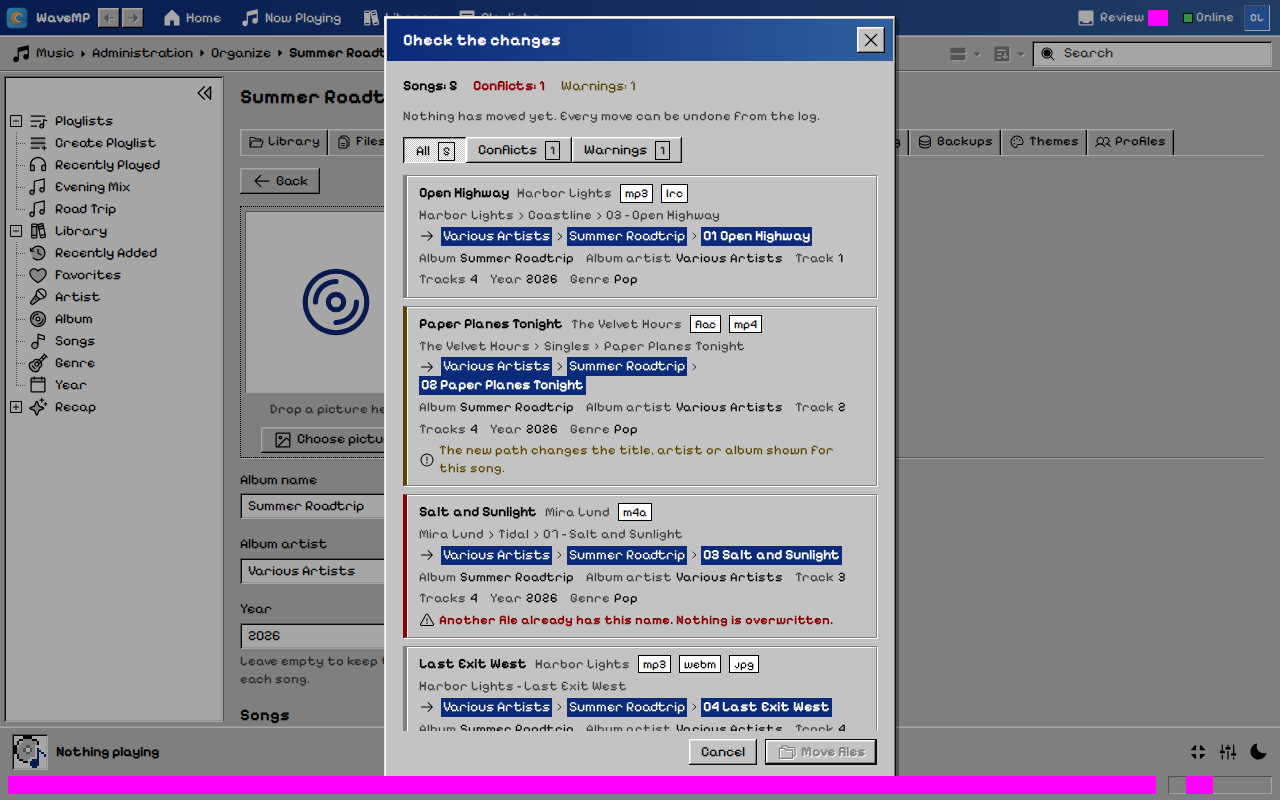 WaveMP
Home
Now Playing
Review
Online
OL
Music › Administration › Organize › Summer Roadt
Search
Playlists
Create Playlist
Recently Played
Evening Mix
Road Trip
Library
Recently Added
Favorites
Artist
Album
Songs
Genre
Year
Recap
Summer Roadt
Library
Files
Backups
Themes
Profiles
Back
Drop a picture he
Choose pictu
Album name
Summer Roadtrip
Album artist
Various Artists
Year
2026
Leave empty to keep
each song.
Songs
Check the changes
Songs: 8 Conflicts: 1 Warnings: 1
Nothing has moved yet. Every move can be undone from the log.
All 8 Conflicts 1 Warnings 1
Open Highway Harbor Lights mp3 lrc
Harbor Lights › Coastline › 03 - Open Highway
→ Various Artists › Summer Roadtrip › 01 Open Highway
Album Summer Roadtrip Album artist Various Artists Track 1
Tracks 4 Year 2026 Genre Pop
Paper Planes Tonight The Velvet Hours flac mp4
The Velvet Hours › Singles › Paper Planes Tonight
→ Various Artists › Summer Roadtrip ›
02 Paper Planes Tonight
Album Summer Roadtrip Album artist Various Artists Track 2
Tracks 4 Year 2026 Genre Pop
The new path changes the title, artist or album shown for
this song.
Salt and Sunlight Mira Lund m4a
Mira Lund › Tidal › 07 - Salt and Sunlight
→ Various Artists › Summer Roadtrip › 03 Salt and Sunlight
Album Summer Roadtrip Album artist Various Artists Track 3
Tracks 4 Year 2026 Genre Pop
Another file already has this name. Nothing is overwritten.
Last Exit West Harbor Lights mp3 webm jpg
Harbor Lights - Last Exit West
→ Various Artists › Summer Roadtrip › 04 Last Exit West
Album Summer Roadtrip Album artist Various Artists Track 4
Cancel
Move files
Nothing playing